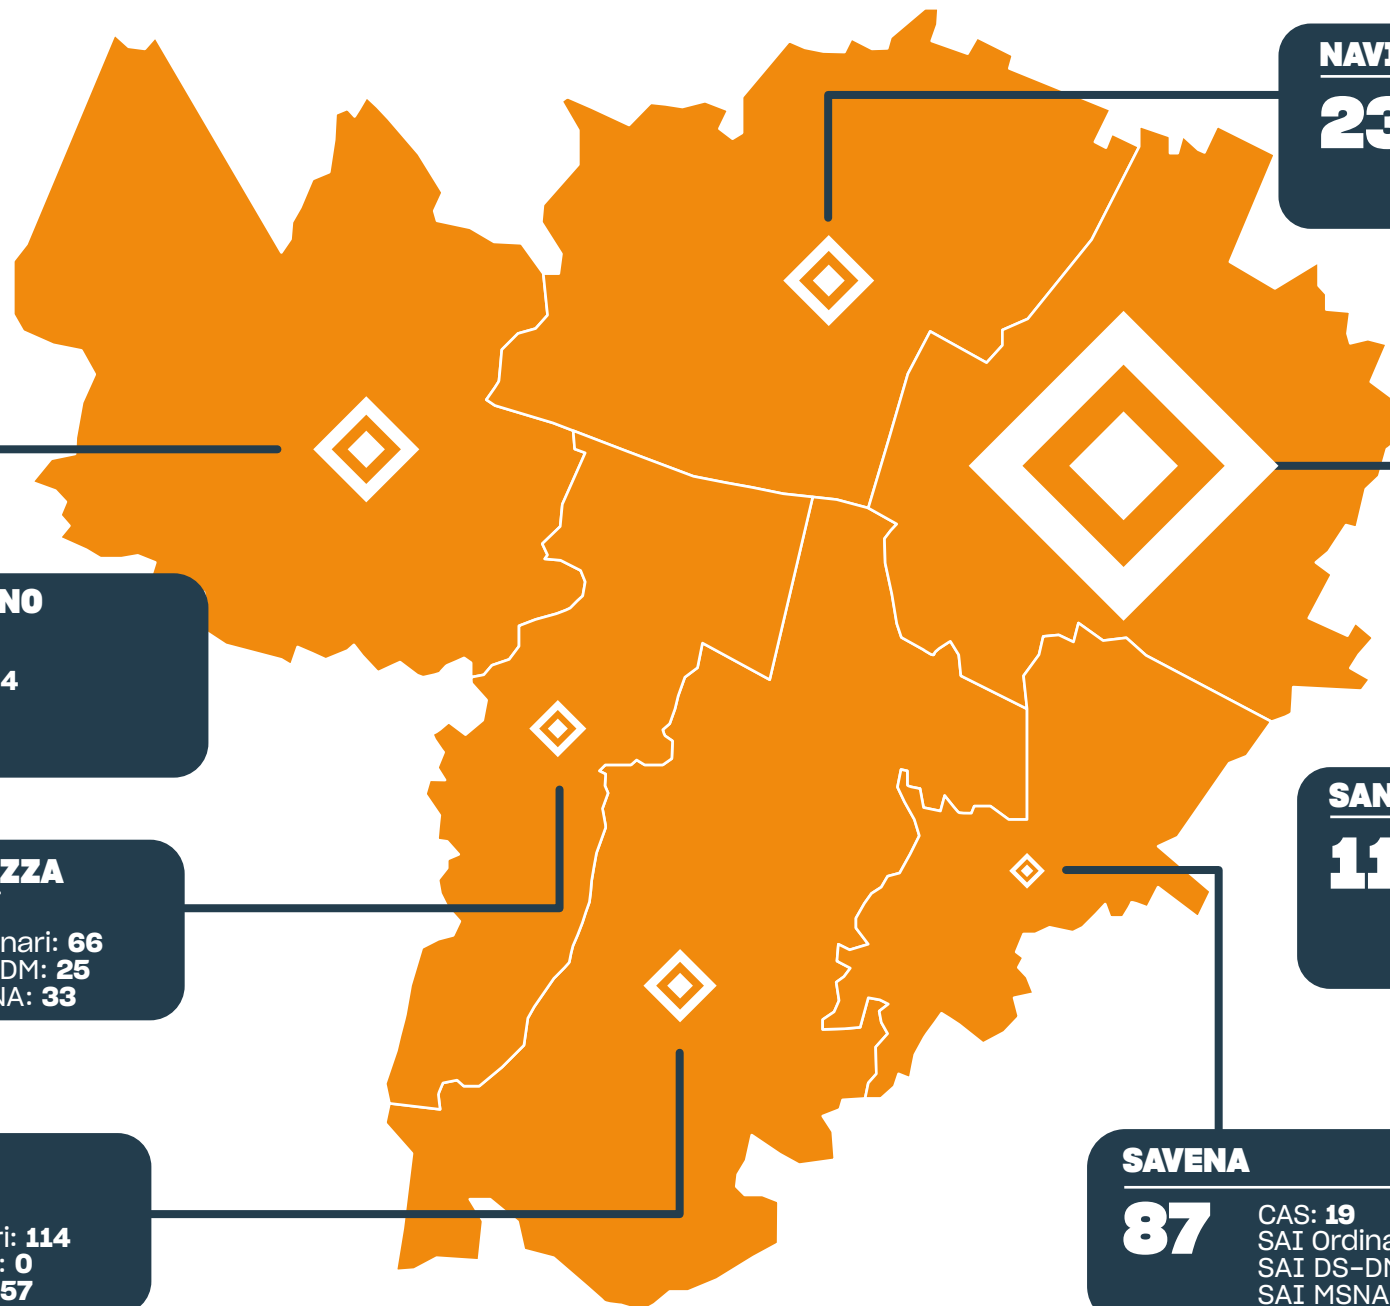 NAVI
23
NO
4
ZZA
nari: 66
DM: 25
NA: 33
SAN
11
ri: 114
: 0
57
SAVENA
87
CAS: 19
SAI Ordina
SAI DS-DM
SAI MSNA